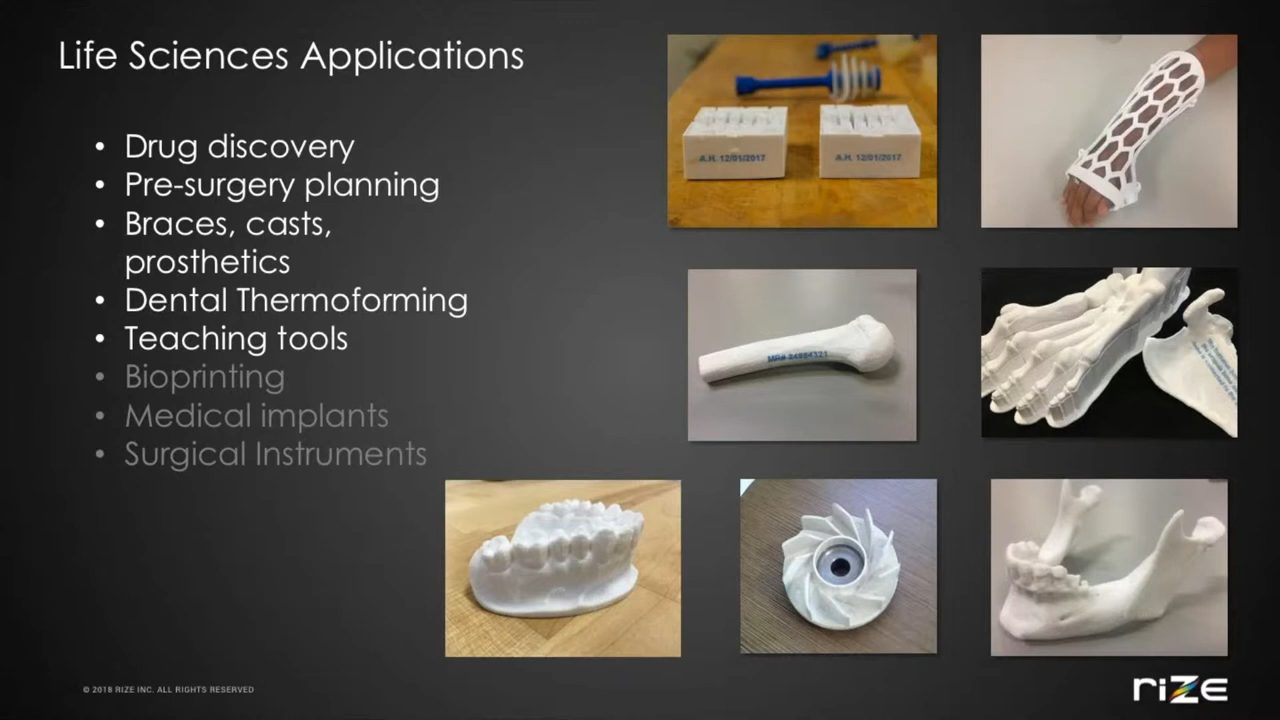 Life Sciences Applications
• Drug discovery
• Pre-surgery planning
• Braces, casts,
prosthetics
• Dental Thermoforming
• Teaching tools
• Bioprinting
• Medical implants
• Surgical Instruments
A.H. 12/01/2017
A.H. 12/01/2017
© 2018 RIZE INC. ALL RIGHTS RESERVED
rize